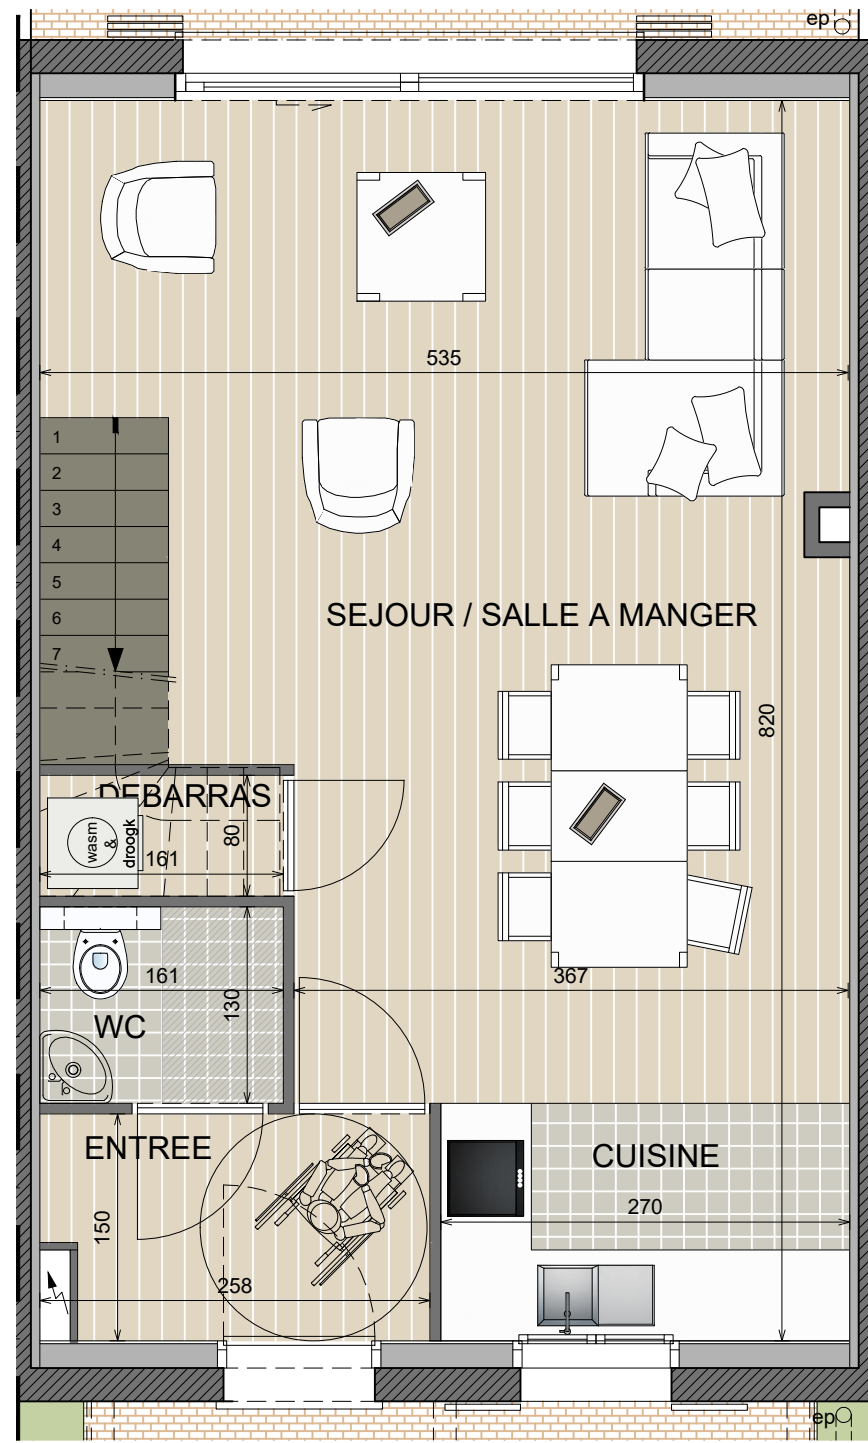 ep
535
1
2
3
4
5
6
7
SEJOUR / SALLE A MANGER
820
DEBARRAS
wasm
&
droogk
161
80
161
367
130
WC
ENTREE
CUISINE
150
270
258
ep